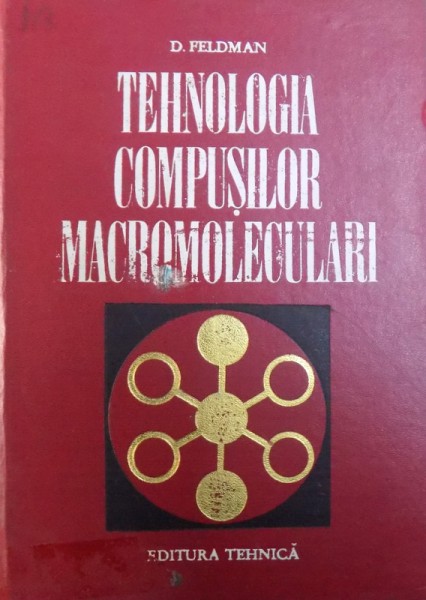 D. FELDMAN
TEHNOLOGIA
COMPUȘILOR
MACROMOLECULARI
EDITURA TEHNICĂ